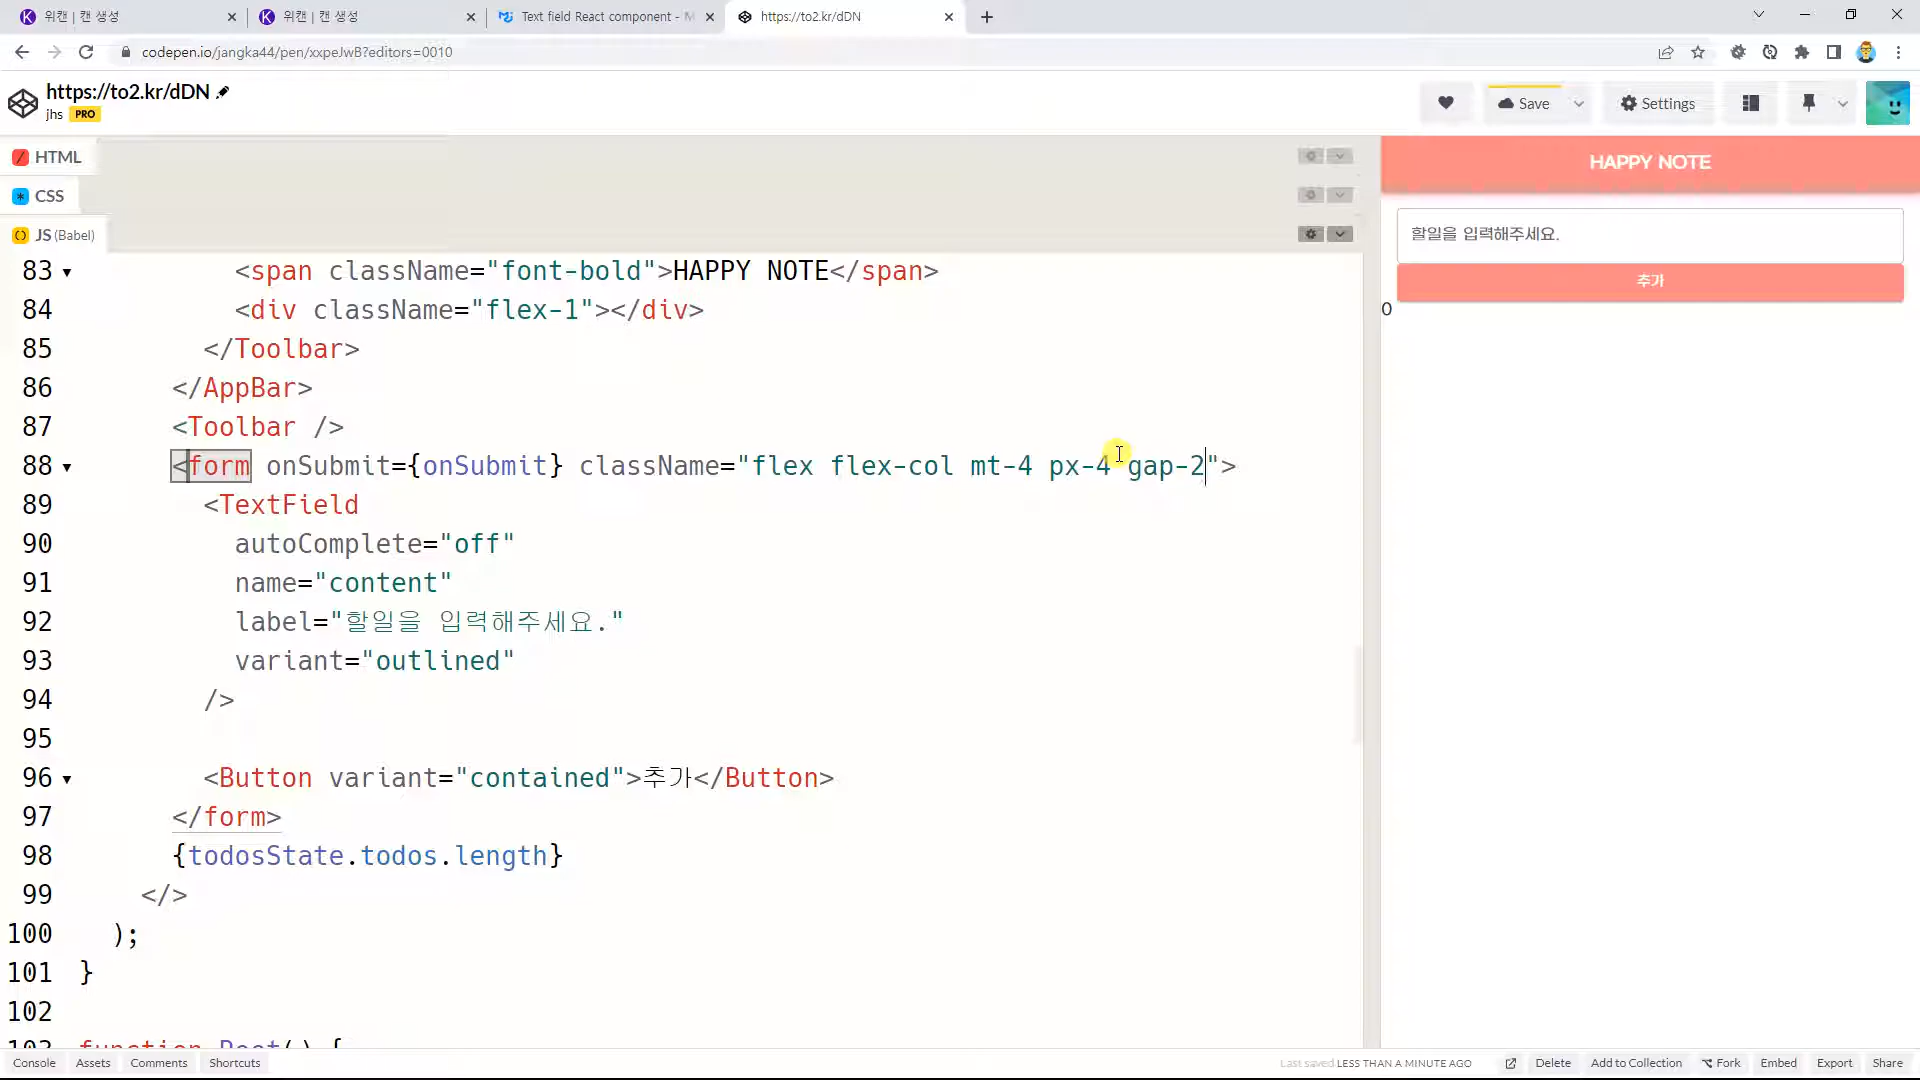 위캔 | 캔 생성
위캔 | 캔 생성
Text field React component - M
https://to2.kr/dDN
codepen.io/jangka44/pen/xxpeJwB?editors=0010
https://to2.kr/dDN
jhs PRO
Save
Settings
HTML
CSS
JS (Babel)
83 <span className="font-bold">HAPPY NOTE</span>
84 <div className="flex-1"></div>
85 </Toolbar>
86 </AppBar>
87 <Toolbar />
88 <form onSubmit={onSubmit} className="flex flex-col mt-4 px-4 gap-2">
89 <TextField
90 autoComplete="off"
91 name="content"
92 label="할일을 입력해주세요."
93 variant="outlined"
94 />
95
96 <Button variant="contained">추가</Button>
97 </form>
98 {todosState.todos.length}
99 </>
100 );
101 }
102
103 function Root() {
HAPPY NOTE
할일을 입력해주세요.
추가
0
Console Assets Comments Shortcuts
Last saved LESS THAN A MINUTE AGO
Delete Add to Collection Fork Embed Export Share